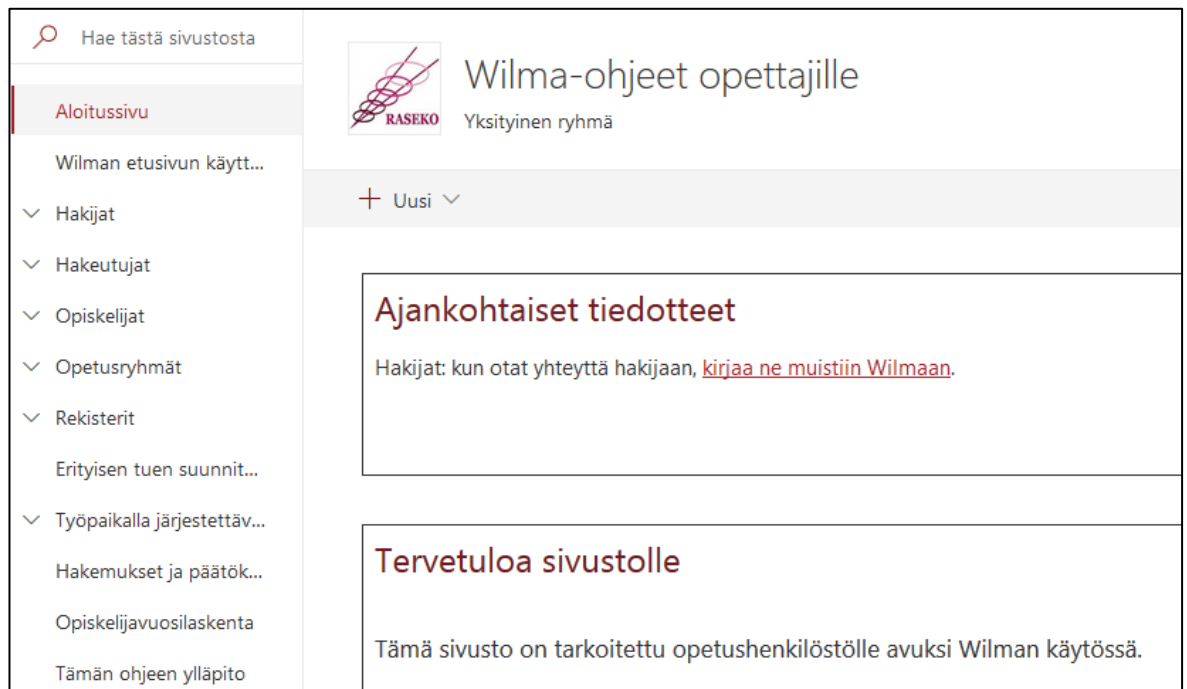 Hae tästä sivustosta
Aloitussivu
Wilman etusivun käytt...
Hakijat
Hakeutujat
Opiskelijat
Opetusryhmät
Rekisterit
Erityisen tuen suunnit...
Työpaikalla järjestettäv...
Hakemukset ja päätök...
Opiskelijavuosilaskenta
Tämän ohjeen ylläpito
RASEKO
Wilma-ohjeet opettajille
Yksityinen ryhmä
+ Uusi
Ajankohtaiset tiedotteet
Hakijat: kun otat yhteyttä hakijaan, kirjaa ne muistiin Wilmaan.
Tervetuloa sivustolle
Tämä sivusto on tarkoitettu opetushenkilöstölle avuksi Wilman käytössä.